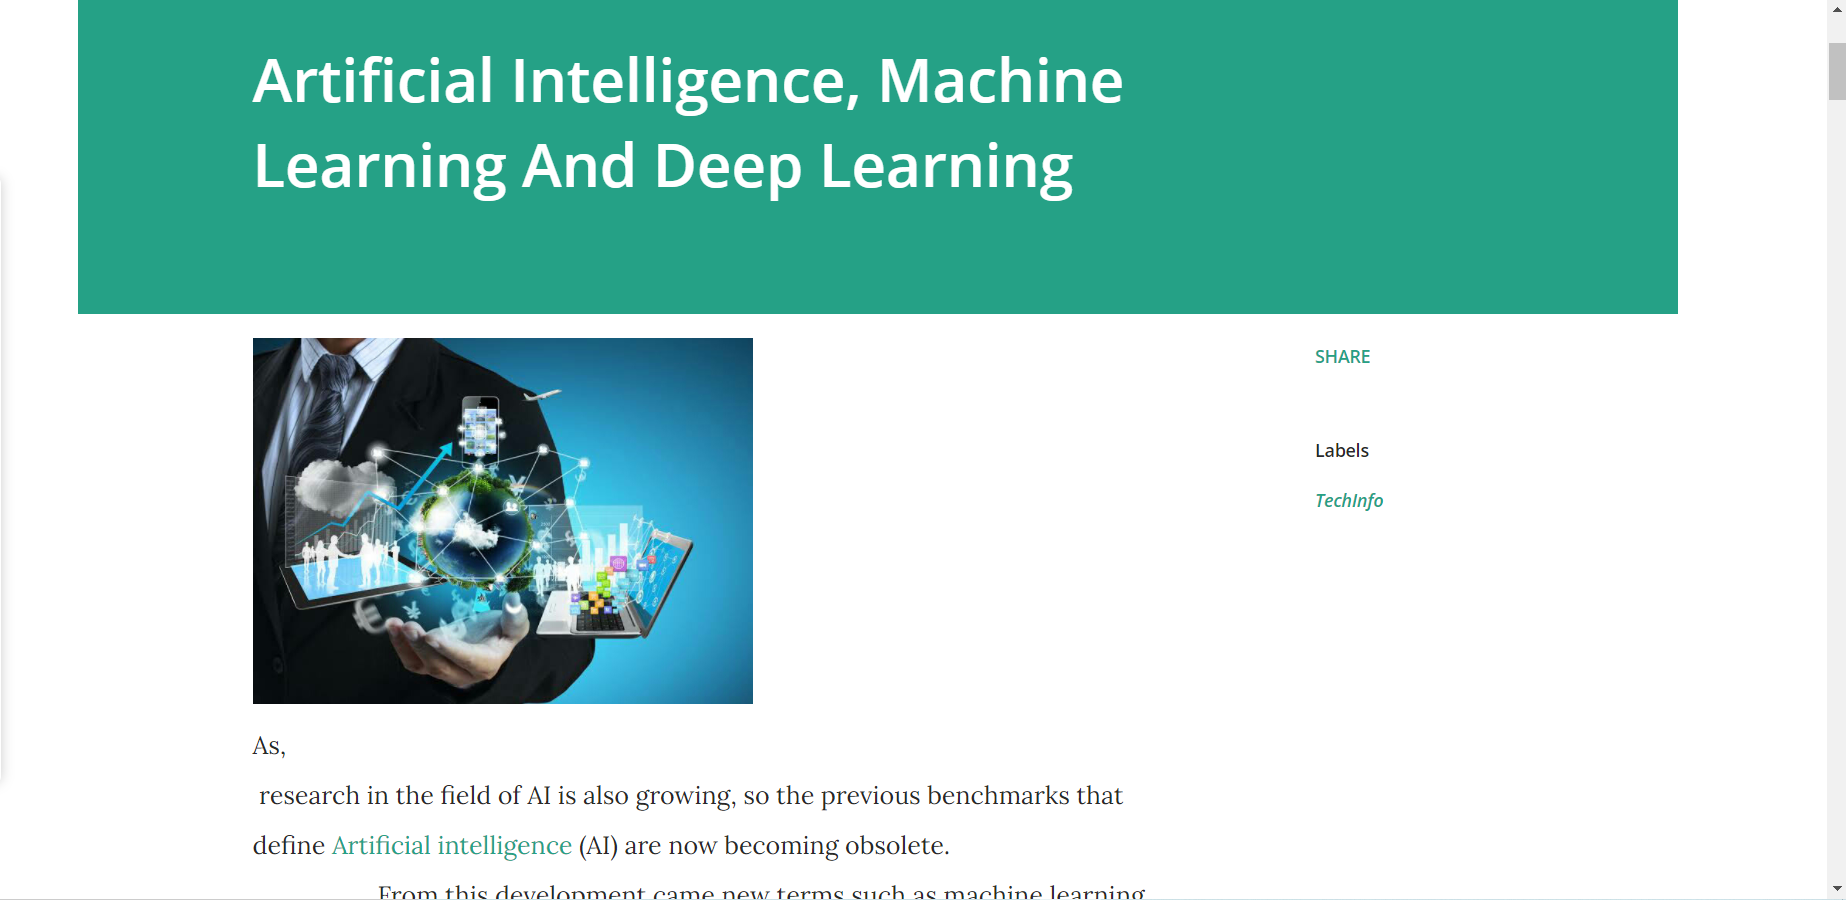 Artificial Intelligence, Machine
Learning And Deep Learning
SHARE
Labels
TechInfo
As,
research in the field of AI is also growing, so the previous benchmarks that
define Artificial intelligence (AI) are now becoming obsolete.
From this development came new terms such as machine learning